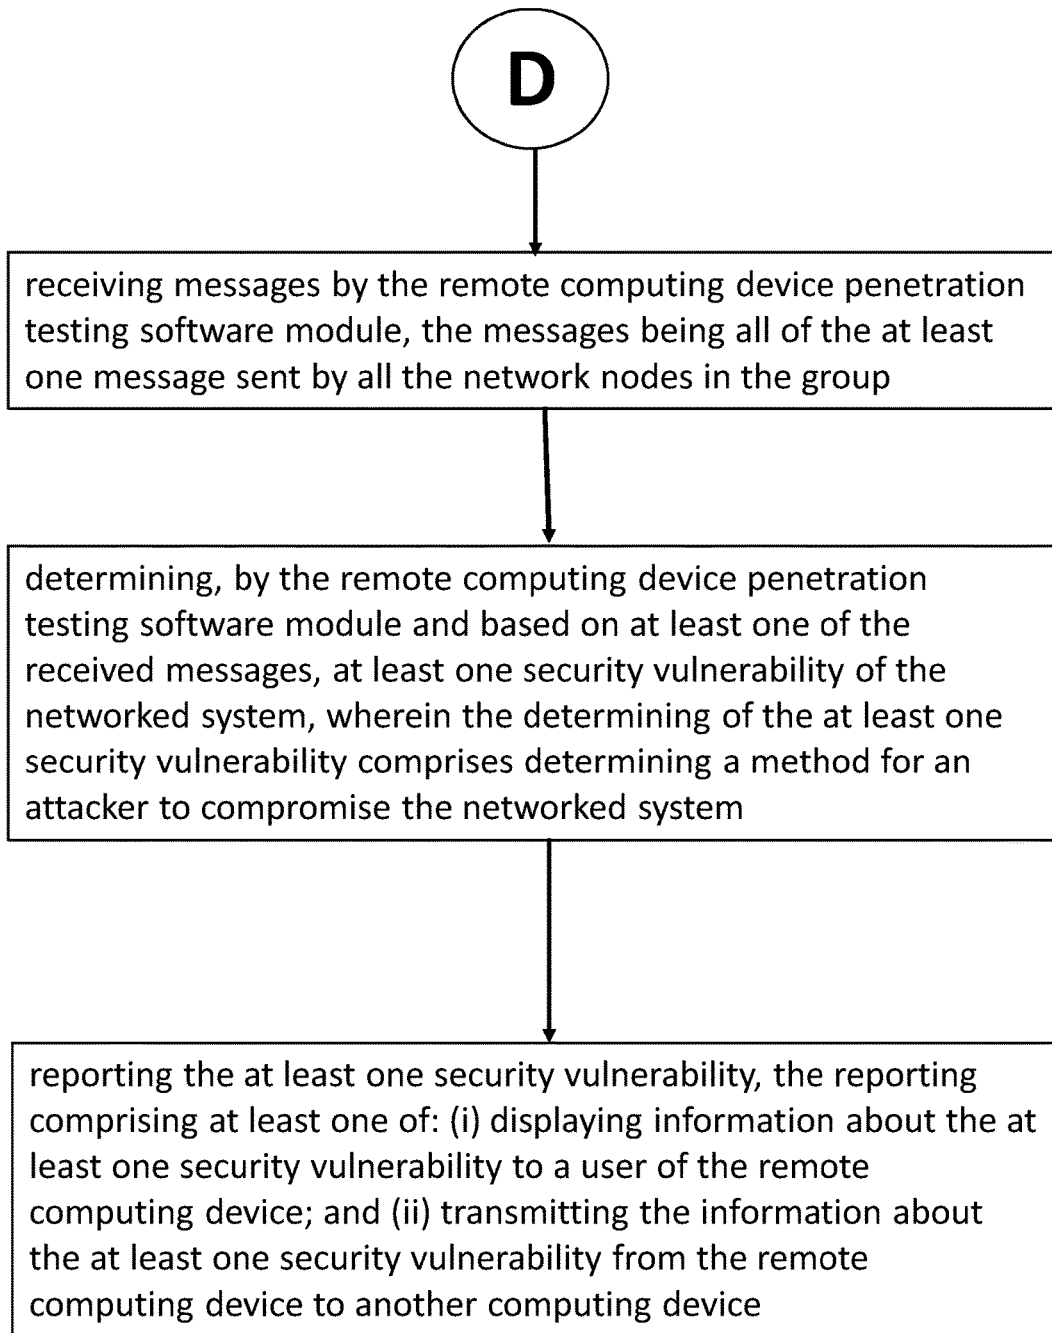 D
receiving messages by the remote computing device penetration
testing software module, the messages being all of the at least
one message sent by all the network nodes in the group
determining, by the remote computing device penetration
testing software module and based on at least one of the
received messages, at least one security vulnerability of the
networked system, wherein the determining of the at least one
security vulnerability comprises determining a method for an
attacker to compromise the networked system
reporting the at least one security vulnerability, the reporting
comprising at least one of: (i) displaying information about the at
least one security vulnerability to a user of the remote
computing device; and (ii) transmitting the information about
the at least one security vulnerability from the remote
computing device to another computing device